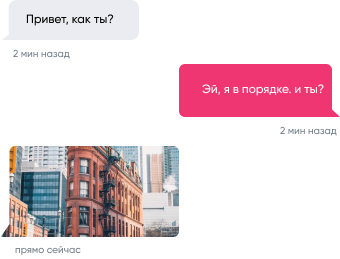 Привет, как ты?
2 мин назад
Эй, я в порядке. и ты?
2 мин назад
прямо сейчас